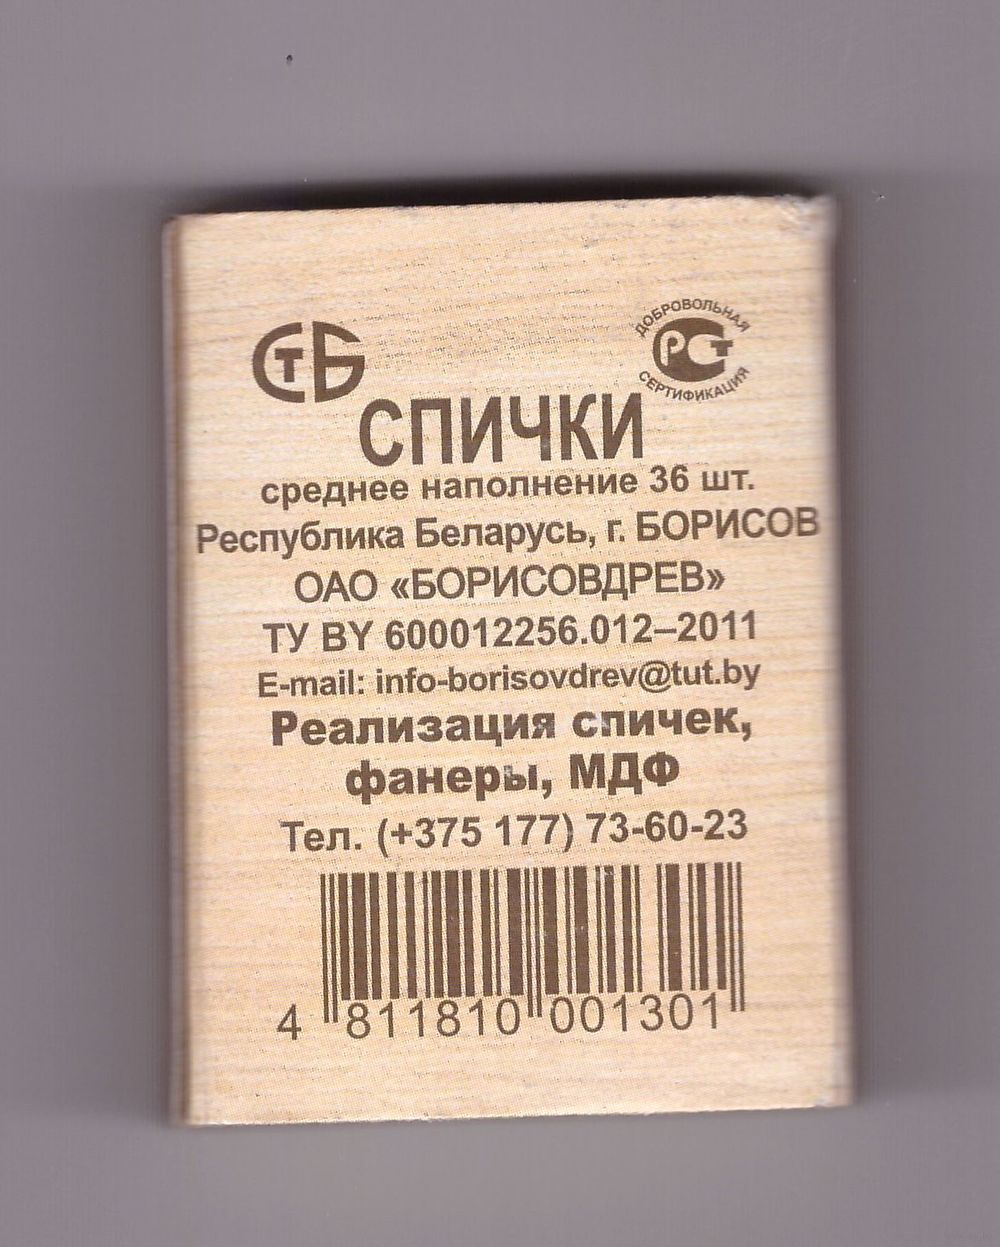 СТБ
ДОБРОВОЛЬНАЯ
РСТ
СЕРТИФИКАЦИЯ
СПИЧКИ
среднее наполнение 36 шт.
Республика Беларусь, г. БОРИСОВ
ОАО «БОРИСОВДРЕВ»
ТУ BY 600012256.012–2011
E-mail: info-borisovdrev@tut.by
Реализация спичек,
фанеры, МДФ
Тел. (+375 177) 73-60-23
4 811810 001301